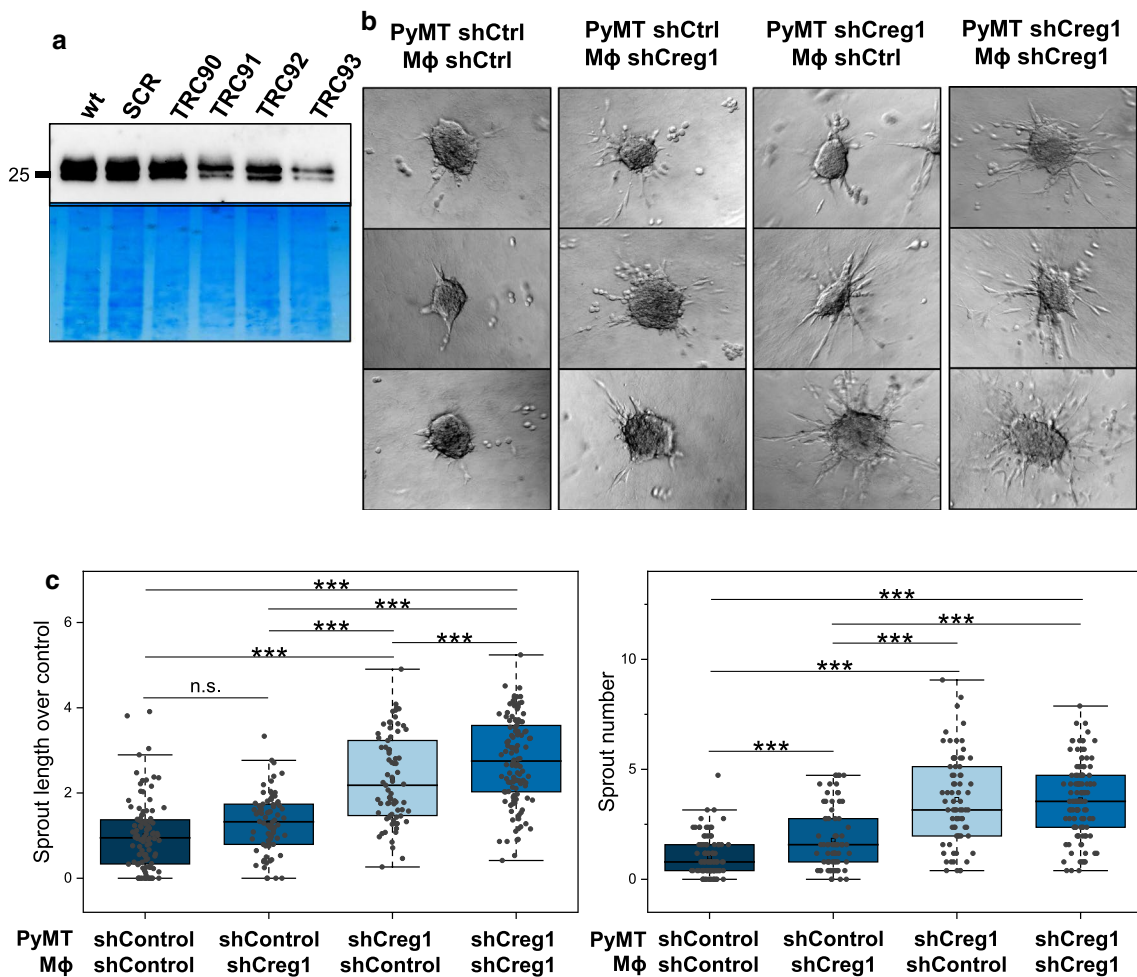 a
wt SCR TRC90 TRC91 TRC92 TRC93
25
b
PyMT shCtrl
Mϕ shCtrl
PyMT shCtrl
Mϕ shCreg1
PyMT shCreg1
Mϕ shCtrl
PyMT shCreg1
Mϕ shCreg1
c
Sprout length over control
6
4
2
0
***
***
***
***
***
n.s.
PyMT shControl shControl shCreg1 shCreg1
Mϕ shControl shCreg1 shControl shCreg1
Sprout number
10
5
0
***
***
***
***
***
PyMT shControl shControl shCreg1 shCreg1
Mϕ shControl shCreg1 shControl shCreg1